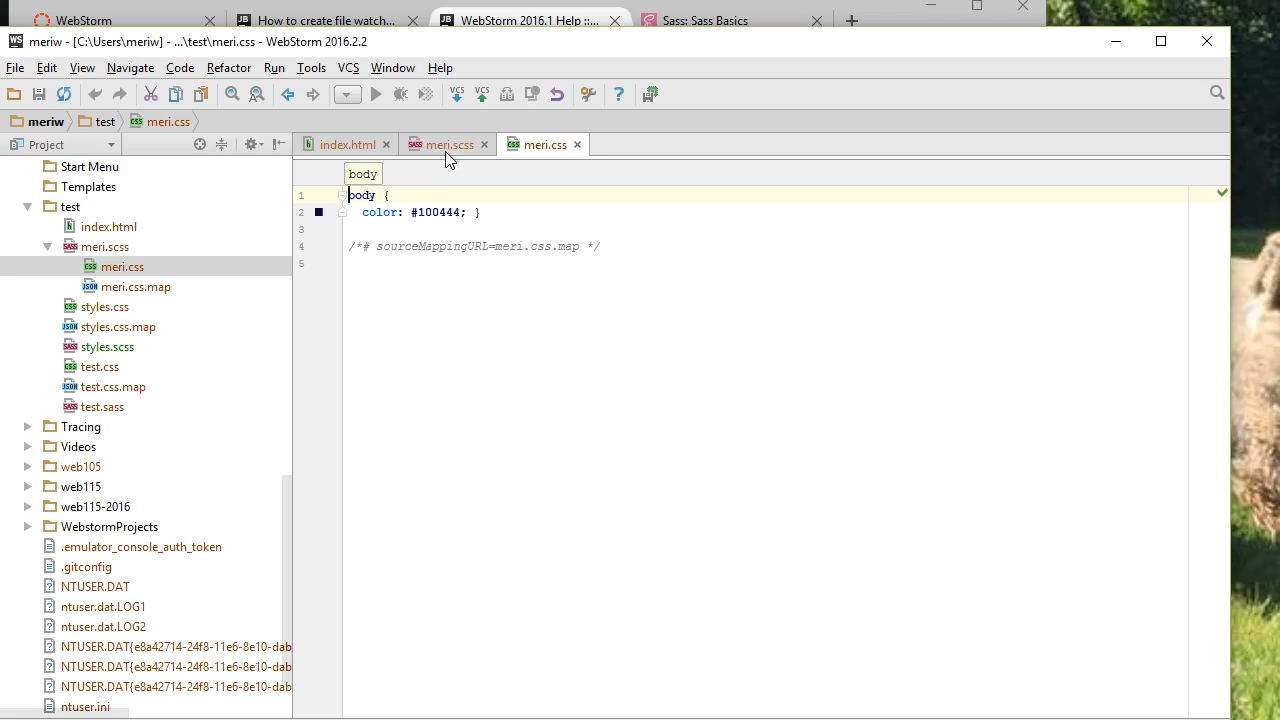 WebStorm
How to create file watch...
WebStorm 2016.1 Help ::...
Sass: Sass Basics
WS meriw - [C:\Users\meriw] - ...\test\meri.css - WebStorm 2016.2.2
File Edit View Navigate Code Refactor Run Tools VCS Window Help
VCS VCS
meriw test meri.css
Project
index.html
meri.scss
meri.css
Start Menu
Templates
test
index.html
meri.scss
meri.css
meri.css.map
styles.css
styles.css.map
styles.scss
test.css
test.css.map
test.sass
Tracing
Videos
web105
web115
web115-2016
WebstormProjects
.emulator_console_auth_token
.gitconfig
NTUSER.DAT
ntuser.dat.LOG1
ntuser.dat.LOG2
NTUSER.DAT{e8a42714-24f8-11e6-8e10-dab
NTUSER.DAT{e8a42714-24f8-11e6-8e10-dab
NTUSER.DAT{e8a42714-24f8-11e6-8e10-dab
ntuser.ini
body
1 body {
2 color: #100444; }
3
4 /*# sourceMappingURL=meri.css.map */
5